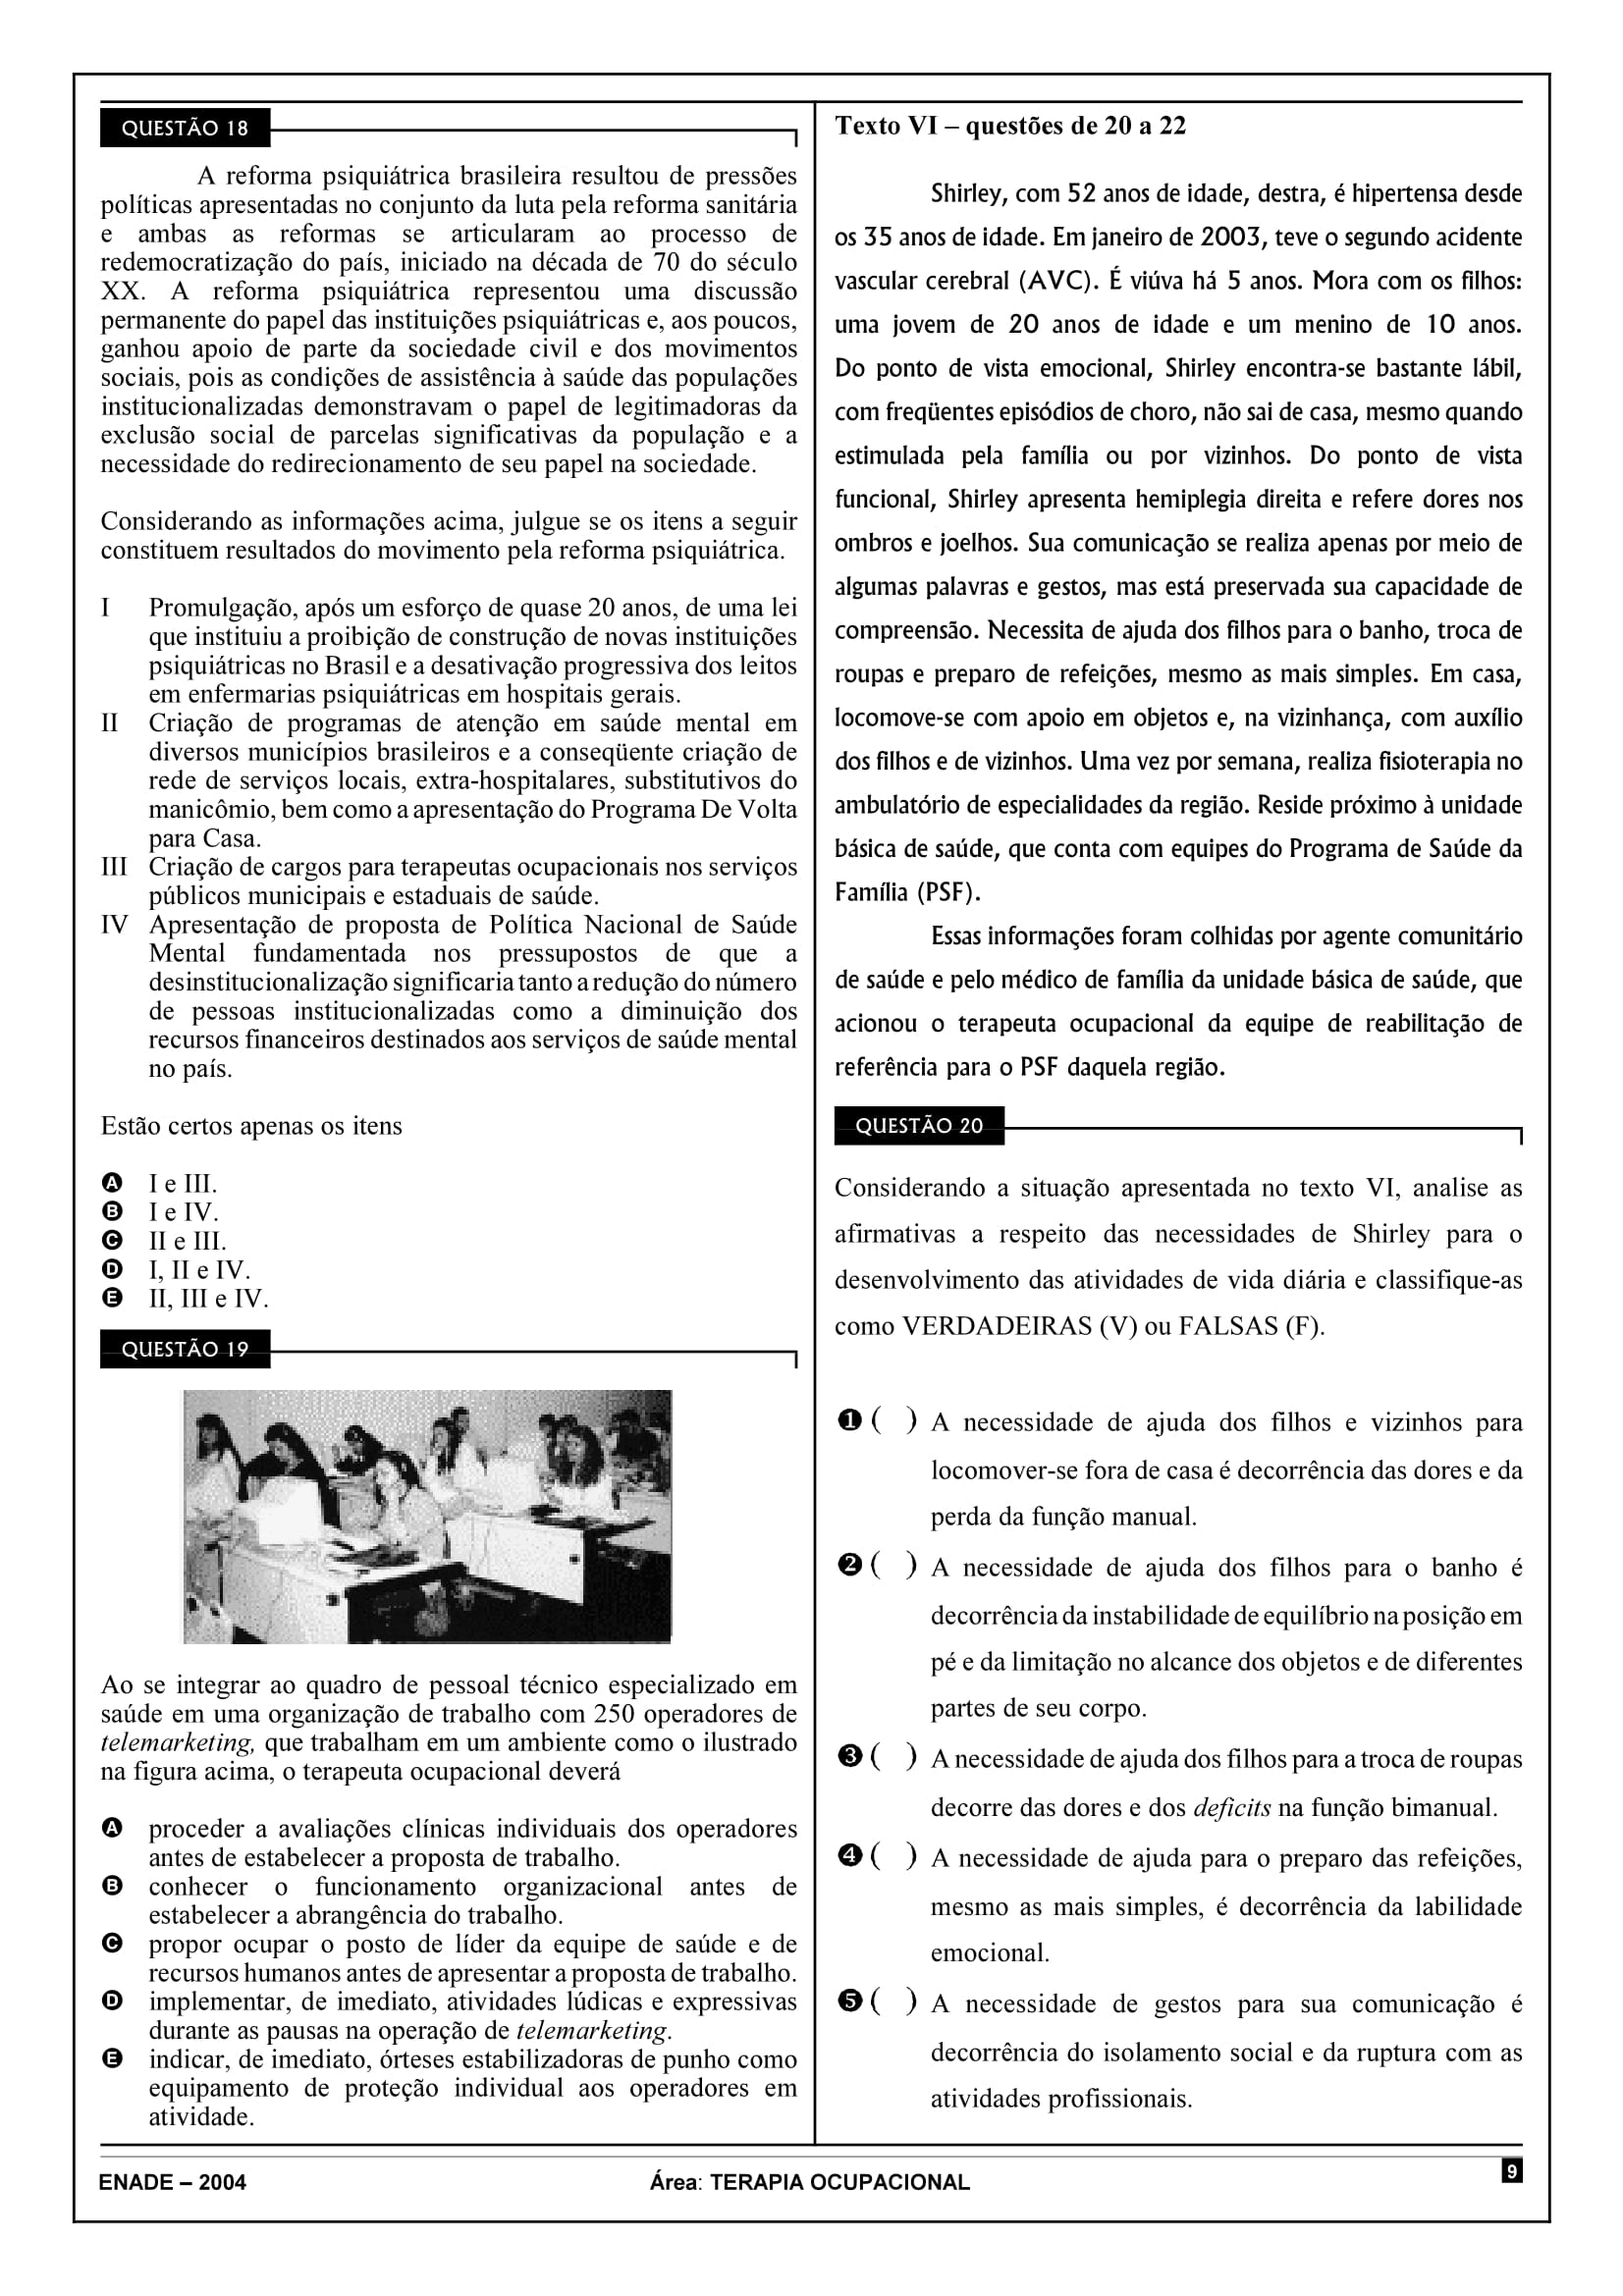 QUESTÃO 18
A reforma psiquiátrica brasileira resultou de pressões
políticas apresentadas no conjunto da luta pela reforma sanitária
e ambas as reformas se articularam ao processo de
redemocratização do país, iniciado na década de 70 do século
XX. A reforma psiquiátrica representou uma discussão
permanente do papel das instituições psiquiátricas e, aos poucos,
ganhou apoio de parte da sociedade civil e dos movimentos
sociais, pois as condições de assistência à saúde das populações
institucionalizadas demonstravam o papel de legitimadoras da
exclusão social de parcelas significativas da população e a
necessidade do redirecionamento de seu papel na sociedade.
Considerando as informações acima, julgue se os itens a seguir
constituem resultados do movimento pela reforma psiquiátrica.
I Promulgação, após um esforço de quase 20 anos, de uma lei
que instituiu a proibição de construção de novas instituições
psiquiátricas no Brasil e a desativação progressiva dos leitos
em enfermarias psiquiátricas em hospitais gerais.
II Criação de programas de atenção em saúde mental em
diversos municípios brasileiros e a conseqüente criação de
rede de serviços locais, extra-hospitalares, substitutivos do
manicômio, bem como a apresentação do Programa De Volta
para Casa.
III Criação de cargos para terapeutas ocupacionais nos serviços
públicos municipais e estaduais de saúde.
IV Apresentação de proposta de Política Nacional de Saúde
Mental fundamentada nos pressupostos de que a
desinstitucionalização significaria tanto a redução do número
de pessoas institucionalizadas como a diminuição dos
recursos financeiros destinados aos serviços de saúde mental
no país.
Estão certos apenas os itens
A I e III.
B I e IV.
C II e III.
D I, II e IV.
E II, III e IV.
QUESTÃO 19
Ao se integrar ao quadro de pessoal técnico especializado em
saúde em uma organização de trabalho com 250 operadores de
telemarketing, que trabalham em um ambiente como o ilustrado
na figura acima, o terapeuta ocupacional deverá
A proceder a avaliações clínicas individuais dos operadores
antes de estabelecer a proposta de trabalho.
B conhecer o funcionamento organizacional antes de
estabelecer a abrangência do trabalho.
C propor ocupar o posto de líder da equipe de saúde e de
recursos humanos antes de apresentar a proposta de trabalho.
D implementar, de imediato, atividades lúdicas e expressivas
durante as pausas na operação de telemarketing.
E indicar, de imediato, órteses estabilizadoras de punho como
equipamento de proteção individual aos operadores em
atividade.
Texto VI – questões de 20 a 22
Shirley, com 52 anos de idade, destra, é hipertensa desde
os 35 anos de idade. Em janeiro de 2003, teve o segundo acidente
vascular cerebral (AVC). É viúva há 5 anos. Mora com os filhos:
uma jovem de 20 anos de idade e um menino de 10 anos.
Do ponto de vista emocional, Shirley encontra-se bastante lábil,
com freqüentes episódios de choro, não sai de casa, mesmo quando
estimulada pela família ou por vizinhos. Do ponto de vista
funcional, Shirley apresenta hemiplegia direita e refere dores nos
ombros e joelhos. Sua comunicação se realiza apenas por meio de
algumas palavras e gestos, mas está preservada sua capacidade de
compreensão. Necessita de ajuda dos filhos para o banho, troca de
roupas e preparo de refeições, mesmo as mais simples. Em casa,
locomove-se com apoio em objetos e, na vizinhança, com auxílio
dos filhos e de vizinhos. Uma vez por semana, realiza fisioterapia no
ambulatório de especialidades da região. Reside próximo à unidade
básica de saúde, que conta com equipes do Programa de Saúde da
Família (PSF).
Essas informações foram colhidas por agente comunitário
de saúde e pelo médico de família da unidade básica de saúde, que
acionou o terapeuta ocupacional da equipe de reabilitação de
referência para o PSF daquela região.
QUESTÃO 20
Considerando a situação apresentada no texto VI, analise as
afirmativas a respeito das necessidades de Shirley para o
desenvolvimento das atividades de vida diária e classifique-as
como VERDADEIRAS (V) ou FALSAS (F).
❶ ( ) A necessidade de ajuda dos filhos e vizinhos para
locomover-se fora de casa é decorrência das dores e da
perda da função manual.
❷ ( ) A necessidade de ajuda dos filhos para o banho é
decorrência da instabilidade de equilíbrio na posição em
pé e da limitação no alcance dos objetos e de diferentes
partes de seu corpo.
❸ ( ) A necessidade de ajuda dos filhos para a troca de roupas
decorre das dores e dos deficits na função bimanual.
❹ ( ) A necessidade de ajuda para o preparo das refeições,
mesmo as mais simples, é decorrência da labilidade
emocional.
❺ ( ) A necessidade de gestos para sua comunicação é
decorrência do isolamento social e da ruptura com as
atividades profissionais.
ENADE – 2004
Área: TERAPIA OCUPACIONAL
9